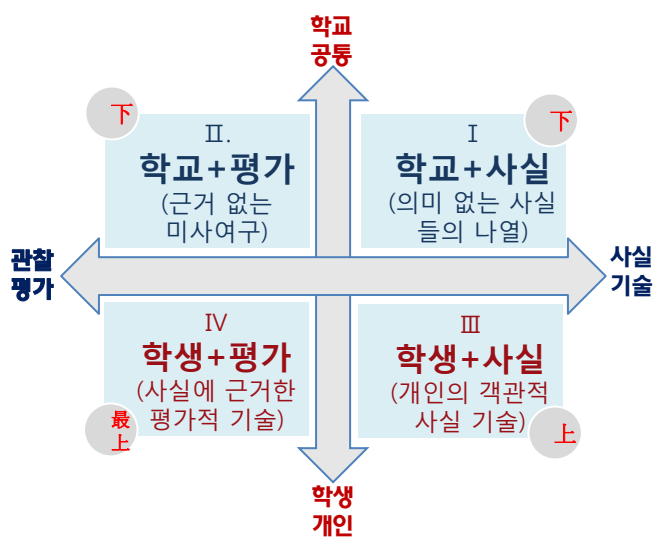 학교
공통
下
Ⅱ.
학교+평가
(근거 없는
미사여구)
下
Ⅰ
학교+사실
(의미 없는 사실
들의 나열)
관찰
평가
사실
기술
Ⅳ
학생+평가
(사실에 근거한
평가적 기술)
最
上
Ⅲ
학생+사실
(개인의 객관적
사실 기술)
上
학생
개인